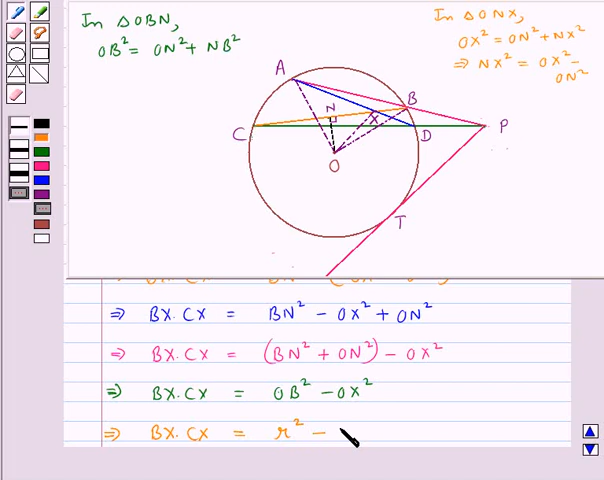 In △OBN,
OB² = ON² + NB²
In △ONX,
OX² = ON² + NX²
⇒ NX² = OX² –
ON²
A
B
N
X
C
D
P
O
T
⇒ BX.CX = BN² – OX² + ON²
⇒ BX.CX = (BN² + ON²) – OX²
⇒ BX.CX = OB² – OX²
⇒ BX.CX = r² –